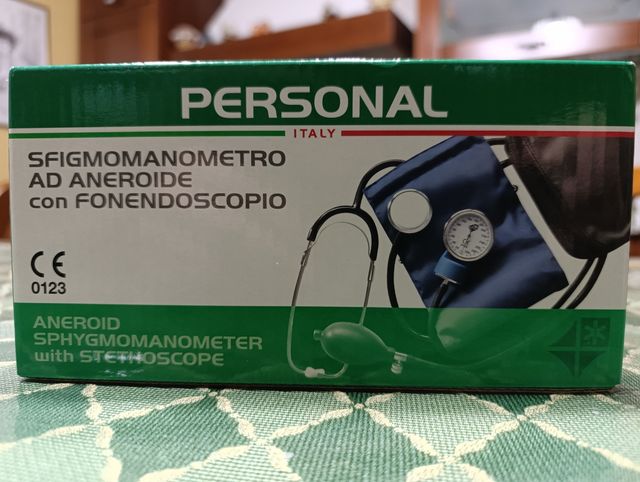 PERSONAL
ITALY
SFIGMOMANOMETRO
AD ANEROIDE
con FONENDOSCOPIO
CE
0123
ANEROID
SPHYGMOMANOMETER
with STETHOSCOPE